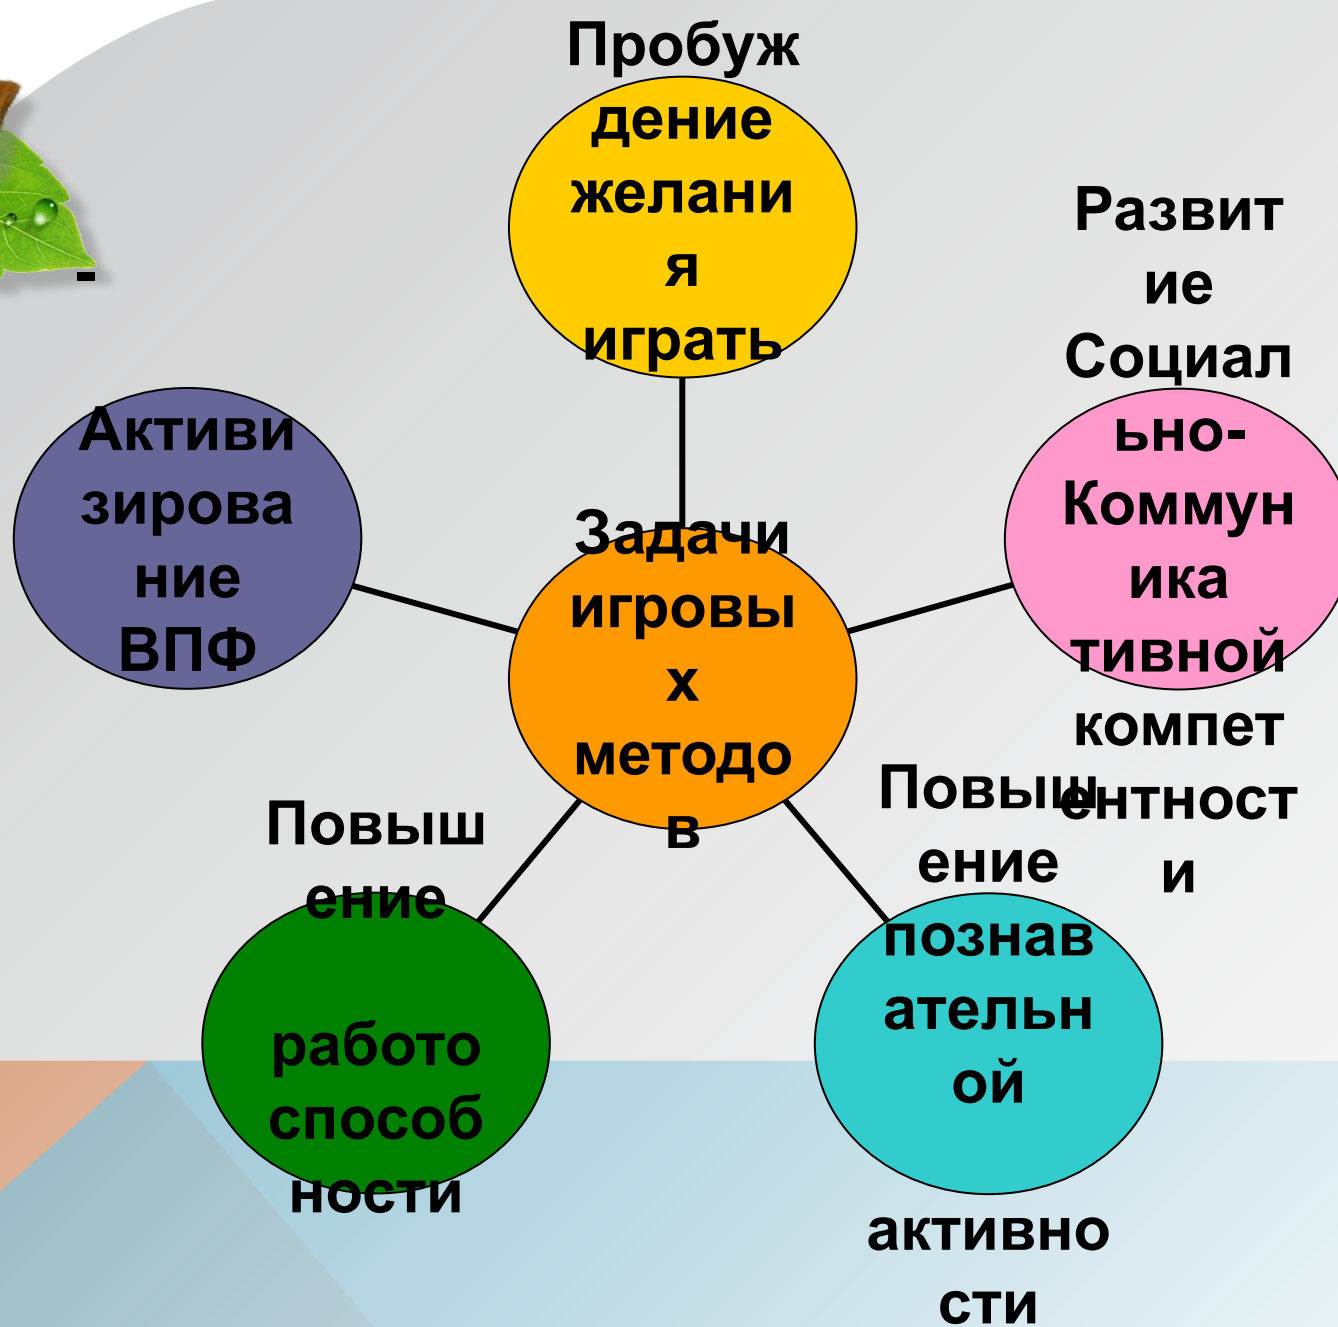 Пробуж
дение
желани
я
играть
-
Развит
ие
Социал
ьно-
Коммун
ика
тивной
компет
ентност
и
Активи
зирова
ние
ВПФ
Задачи
игровы
х
методо
в
Повыш
ение
работо
способ
ности
Повыш
ение
познав
ательн
ой
активно
сти